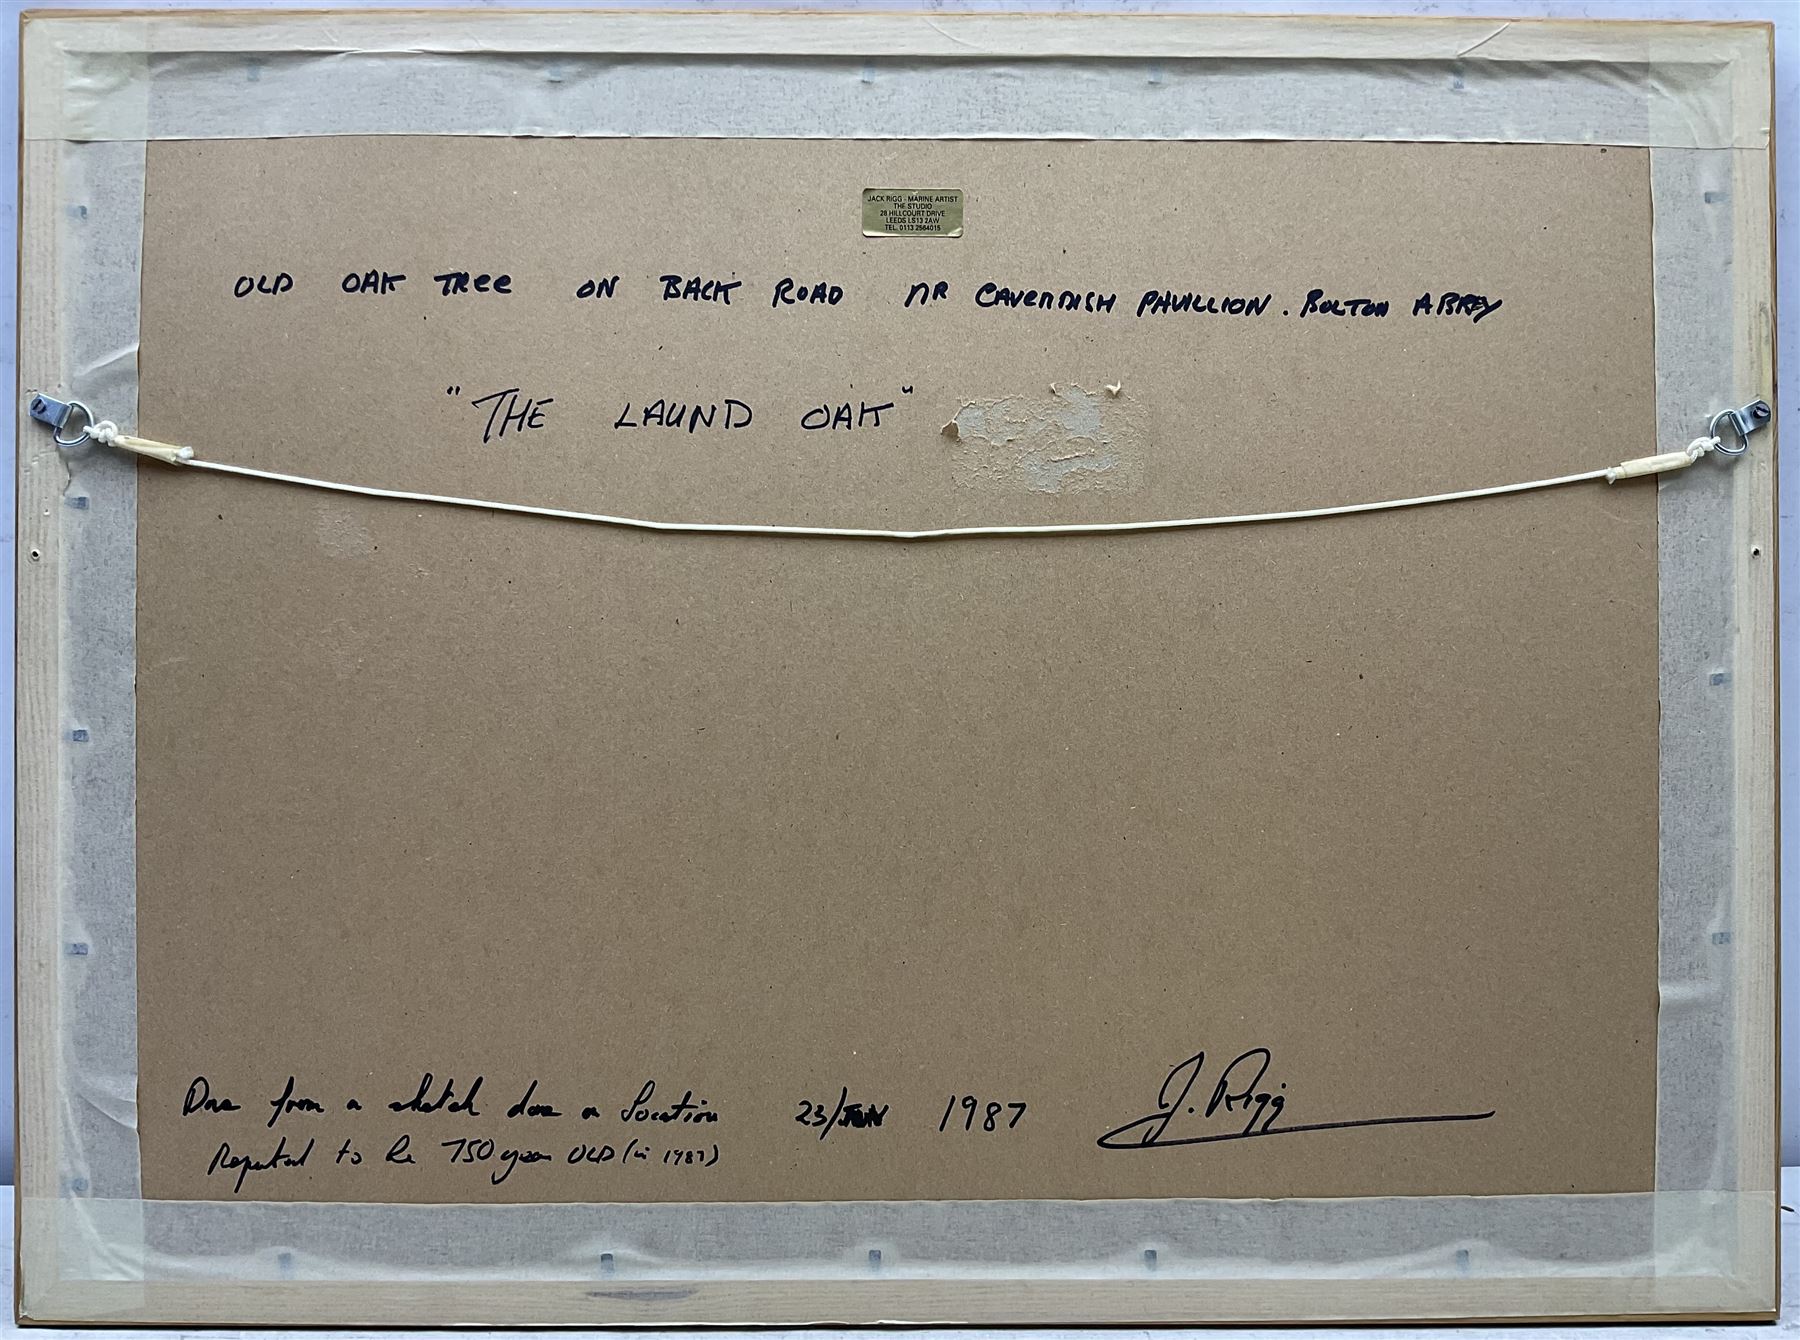 JACK RIGG - MARINE ARTIST
THE STUDIO
28 HILLCOURT DRIVE
LEEDS LS13 2AW
TEL. 0113 2564015
OLD OAK TREE ON BACK ROAD NR CAVENDISH PAVILLION. BOLTON ABBEY
"THE LAUND OAK"
Done from a sketch done on location 23/JUN 1987 J. Rigg
Reputed to be 750 years OLD (in 1987)